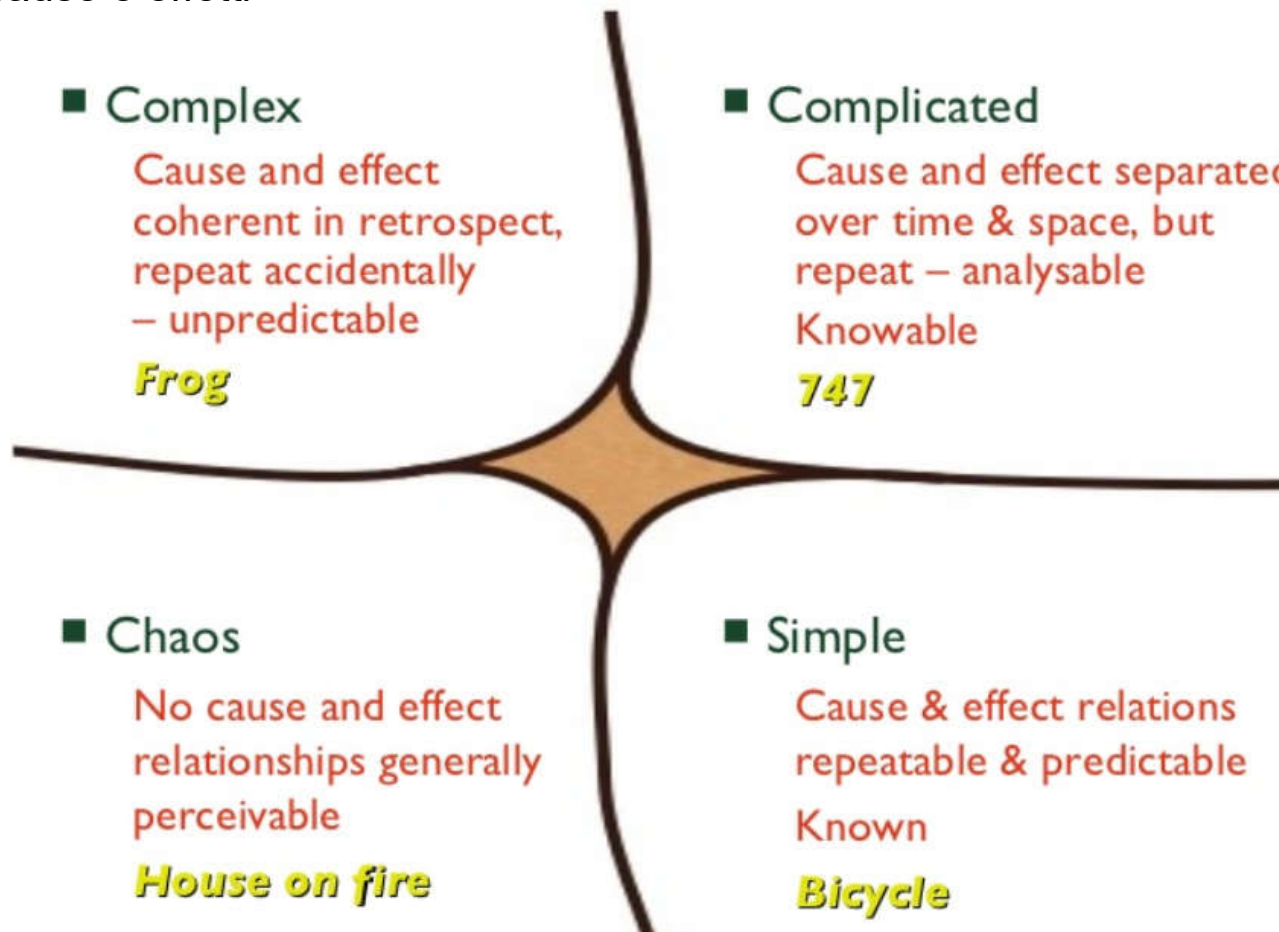 ■ Complex
Cause and effect
coherent in retrospect,
repeat accidentally
– unpredictable
Frog
■ Complicated
Cause and effect separated
over time & space, but
repeat – analysable
Knowable
747
■ Chaos
No cause and effect
relationships generally
perceivable
House on fire
■ Simple
Cause & effect relations
repeatable & predictable
Known
Bicycle